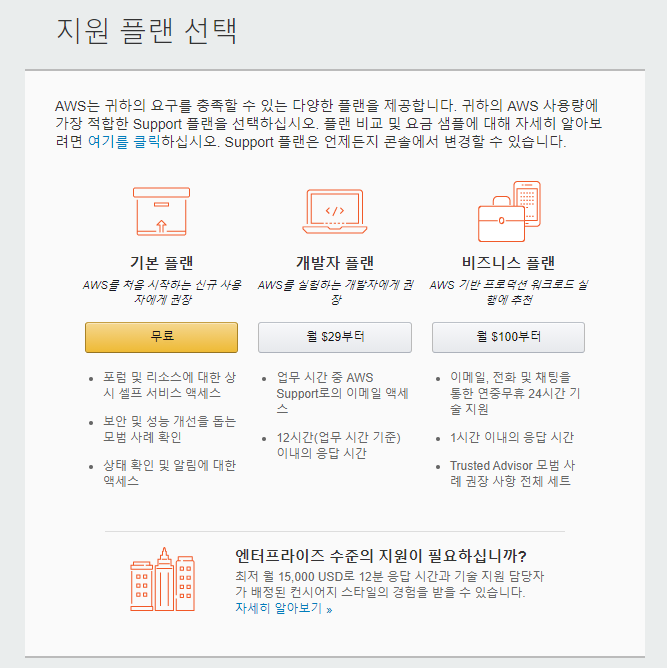 지원 플랜 선택
AWS는 귀하의 요구를 충족할 수 있는 다양한 플랜을 제공합니다. 귀하의 AWS 사용량에
가장 적합한 Support 플랜을 선택하십시오. 플랜 비교 및 요금 샘플에 대해 자세히 알아보
려면 여기를 클릭하십시오. Support 플랜은 언제든지 콘솔에서 변경할 수 있습니다.
</>
기본 플랜
AWS를 처음 시작하는 신규 사용
자에게 권장
무료
• 포럼 및 리소스에 대한 상
시 셀프 서비스 액세스
• 보안 및 성능 개선을 돕는
모범 사례 확인
• 상태 확인 및 알림에 대한
액세스
개발자 플랜
AWS를 실험하는 개발자에게 권
장
월 $29부터
• 업무 시간 중 AWS
Support로의 이메일 액세
스
• 12시간(업무 시간 기준)
이내의 응답 시간
비즈니스 플랜
AWS 기반 프로덕션 워크로드 실
행에 추천
월 $100부터
• 이메일, 전화 및 채팅을
통한 연중무휴 24시간 기
술 지원
• 1시간 이내의 응답 시간
• Trusted Advisor 모범 사
례 권장 사항 전체 세트
엔터프라이즈 수준의 지원이 필요하십니까?
최저 월 15,000 USD로 12분 응답 시간과 기술 지원 담당자
가 배정된 컨시어지 스타일의 경험을 받을 수 있습니다.
자세히 알아보기 »